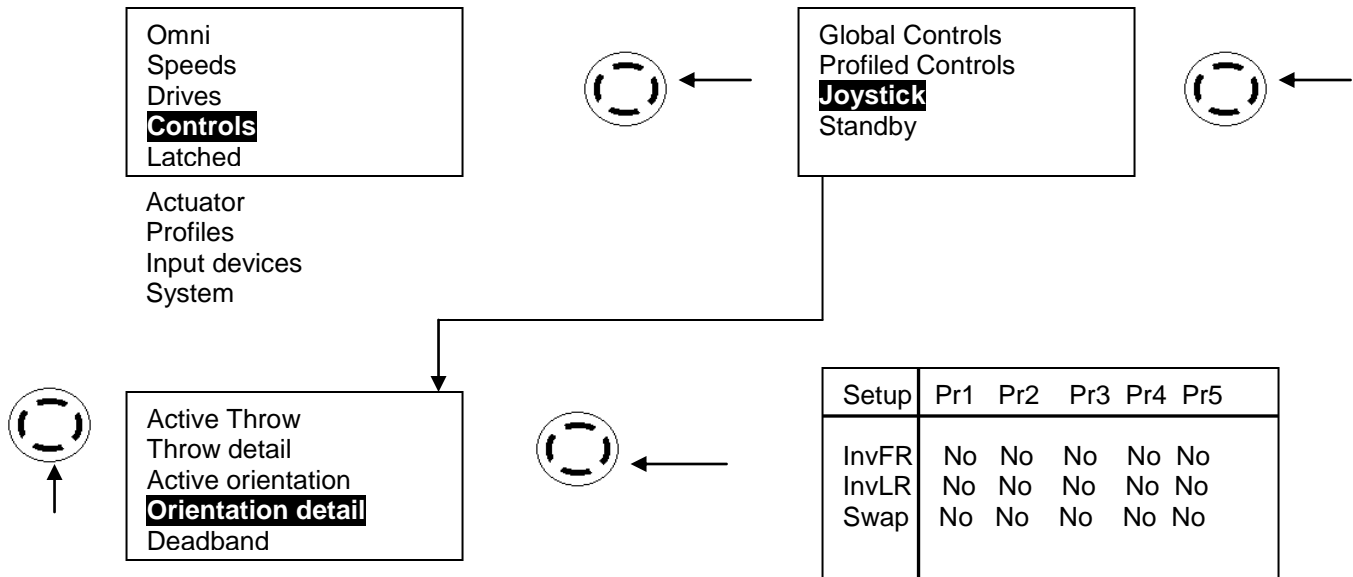 Omni
Speeds
Drives
Controls
Latched
Actuator
Profiles
Input devices
System
Global Controls
Profiled Controls
Joystick
Standby
Active Throw
Throw detail
Active orientation
Orientation detail
Deadband
Setup Pr1 Pr2 Pr3 Pr4 Pr5
InvFR No No No No No
InvLR No No No No No
Swap No No No No No